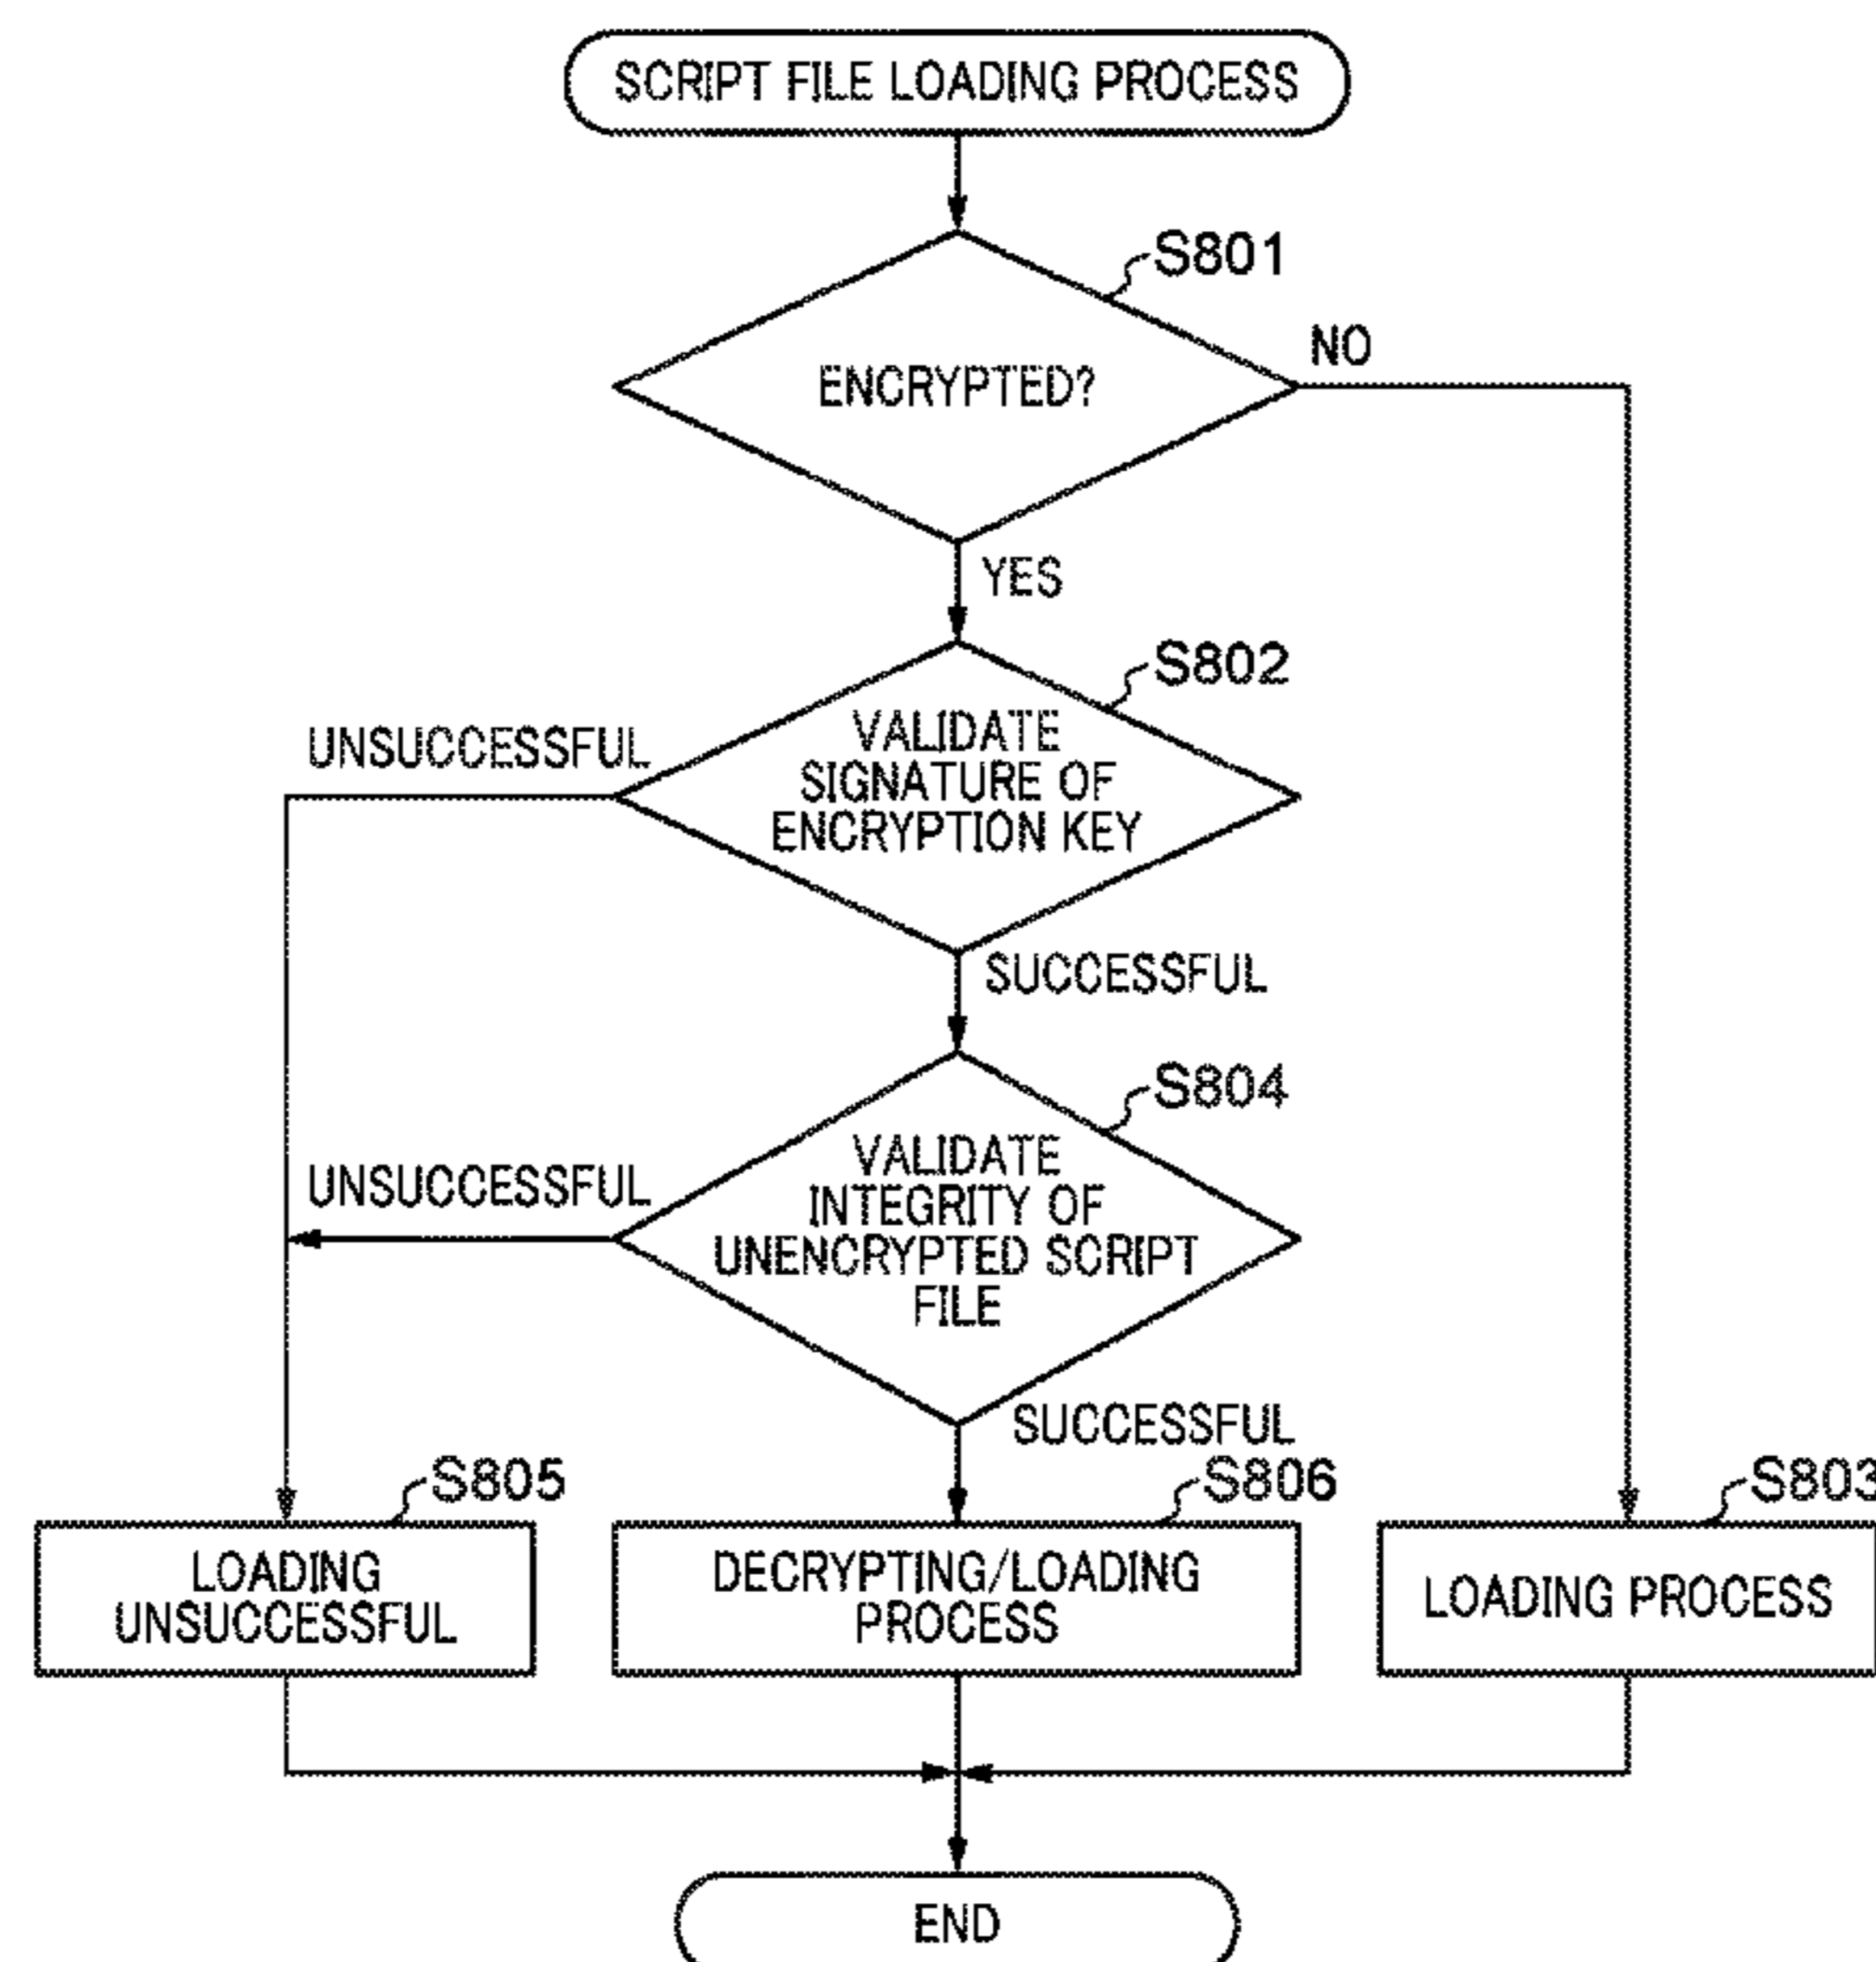 SCRIPT FILE LOADING PROCESS
S801
ENCRYPTED?
NO
YES
S802
VALIDATE
SIGNATURE OF
ENCRYPTION KEY
UNSUCCESSFUL
SUCCESSFUL
S804
VALIDATE
INTEGRITY OF
UNENCRYPTED SCRIPT
FILE
UNSUCCESSFUL
SUCCESSFUL
S805
LOADING
UNSUCCESSFUL
S806
DECRYPTING/LOADING
PROCESS
S803
LOADING PROCESS
END